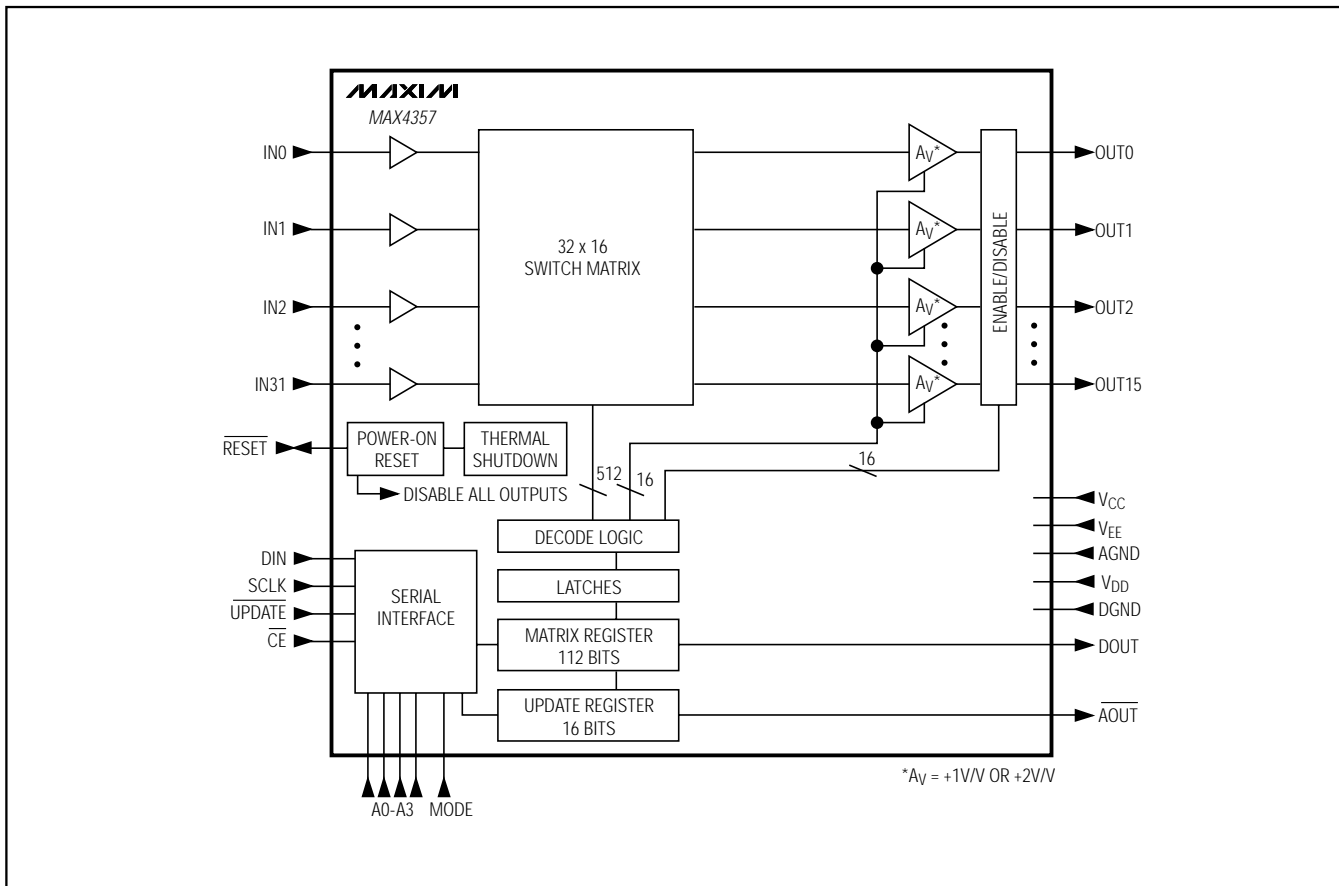 MAXIM
MAX4357
IN0
IN1
IN2
IN31
32 x 16
SWITCH MATRIX
AV*
AV*
AV*
AV*
ENABLE/DISABLE
OUT0
OUT1
OUT2
OUT15
RESET
POWER-ON
RESET
THERMAL
SHUTDOWN
DISABLE ALL OUTPUTS
512
16
16
DECODE LOGIC
LATCHES
MATRIX REGISTER
112 BITS
UPDATE REGISTER
16 BITS
DIN
SCLK
UPDATE
CE
SERIAL
INTERFACE
A0-A3
MODE
VCC
VEE
AGND
VDD
DGND
DOUT
AOUT
*AV = +1V/V OR +2V/V